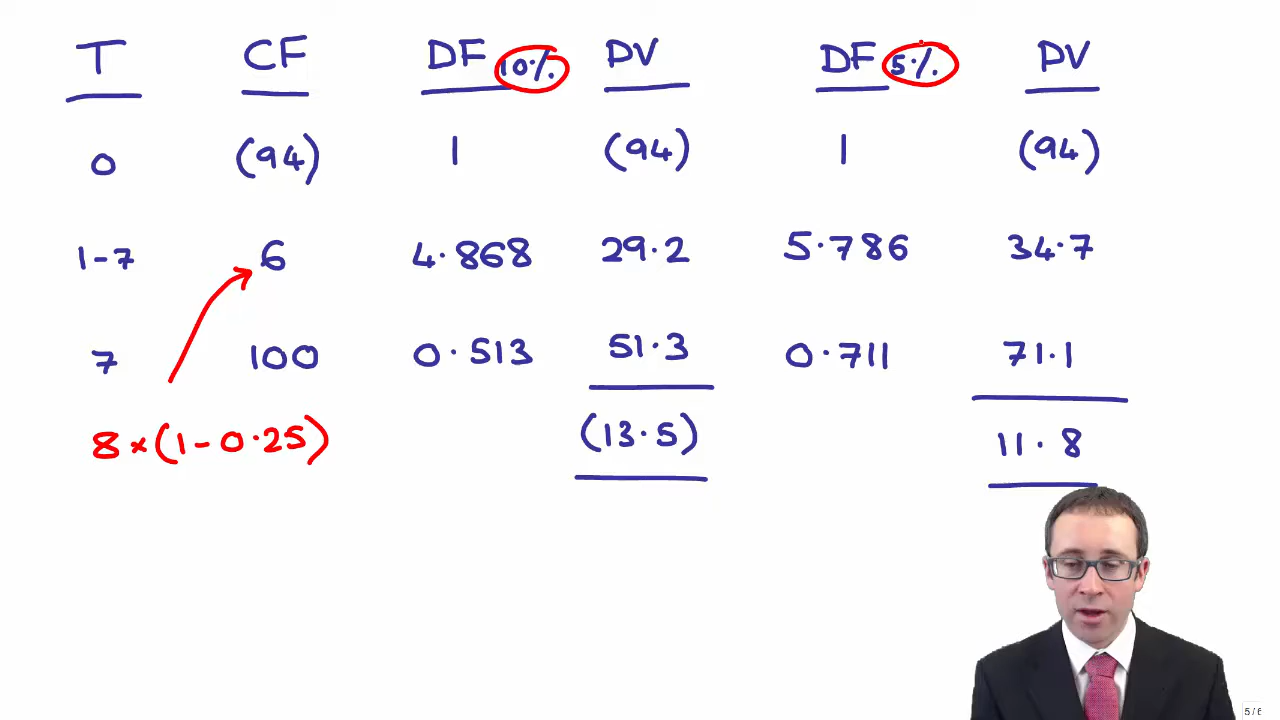 T CF DF 10% PV DF 5% PV
0 (94) 1 (94) 1 (94)
1-7 6 4.868 29.2 5.786 34.7
7 100 0.513 51.3 0.711 71.1
8×(1-0.25) (13.5) 11.8
5/6